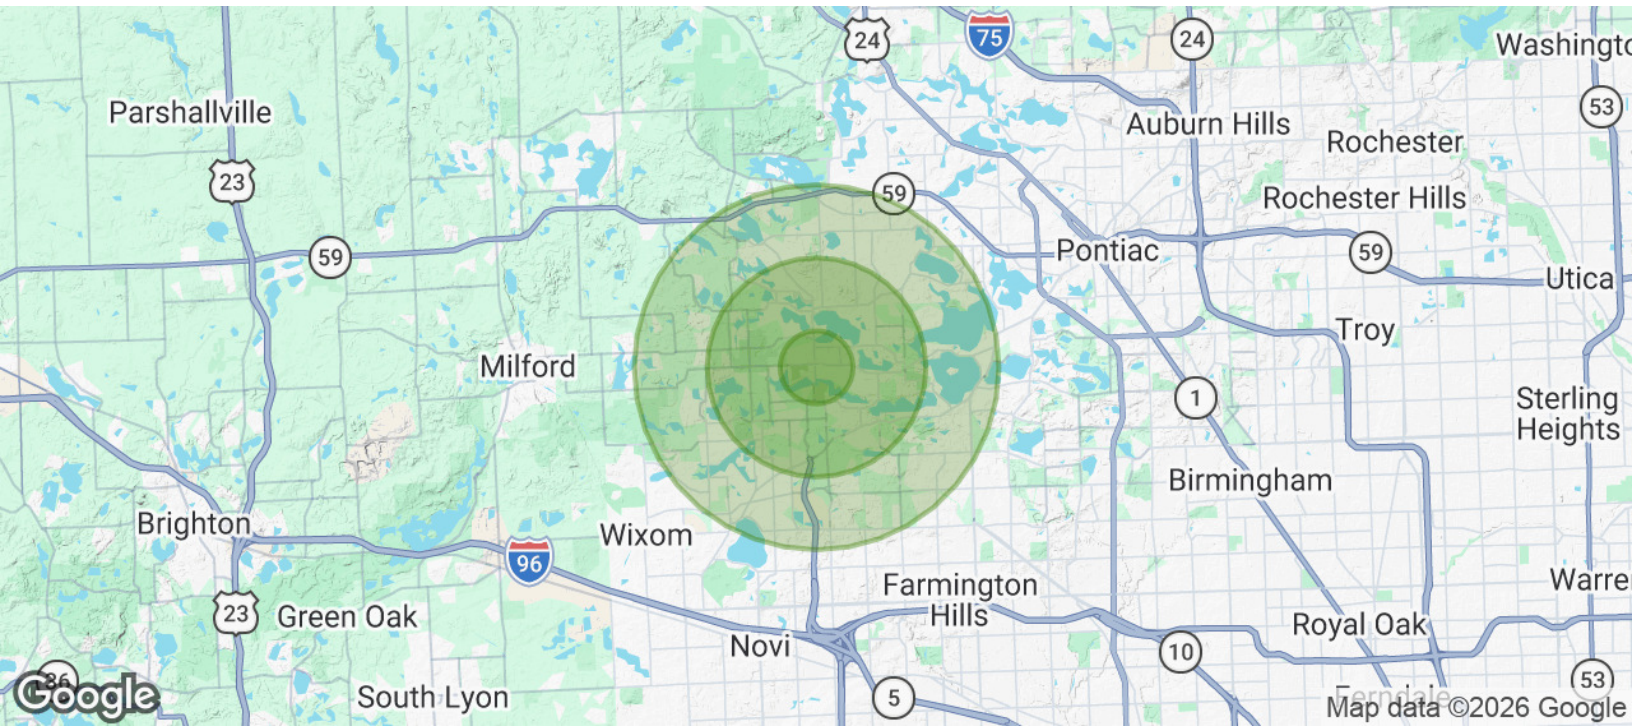 24
75
24
Washingto
Parshallville
53
Auburn Hills
Rochester
23
59
Rochester Hills
59
Pontiac
59
Utica
Troy
Milford
1
Sterling
Heights
Birmingham
Brighton
Wixom
96
Farmington
Hills
Warre
23
Green Oak
Royal Oak
Novi
10
53
36
Google
South Lyon
5
Ferndale
Map data ©2026 Google